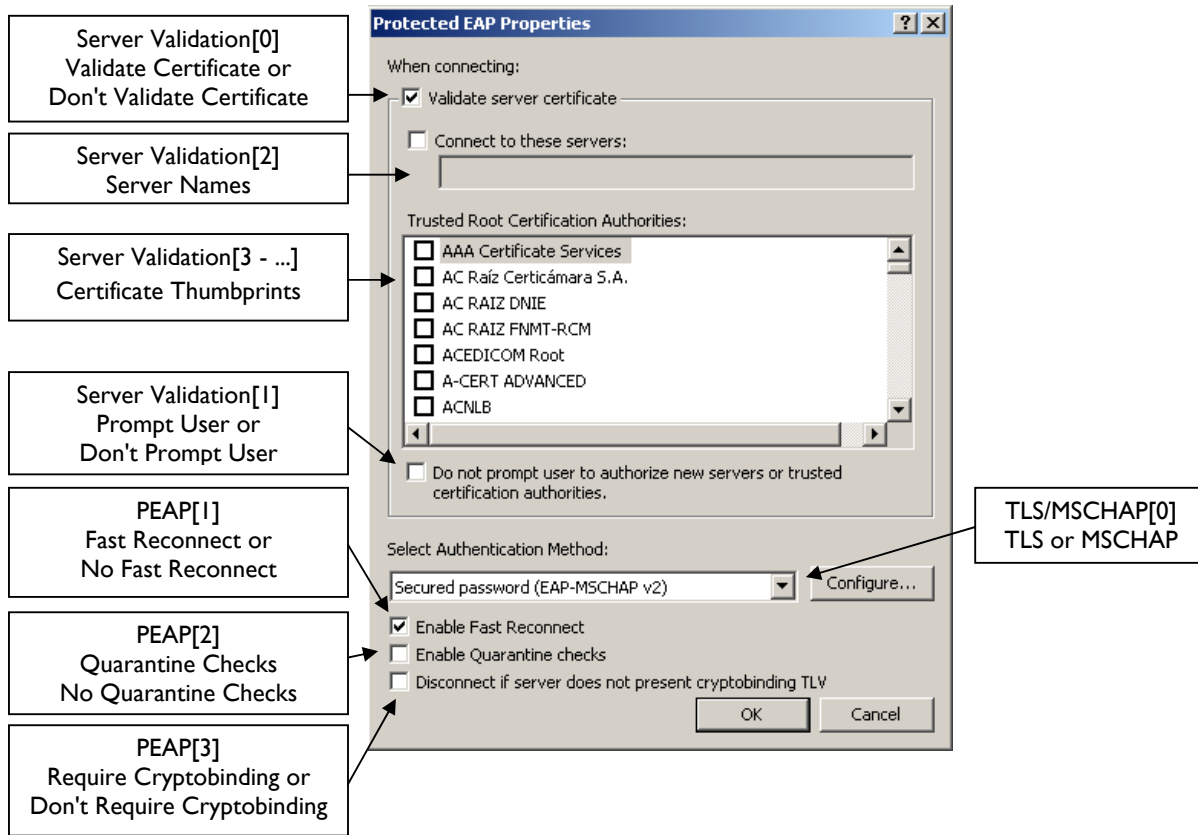 Server Validation[0]
Validate Certificate or
Don't Validate Certificate
Server Validation[2]
Server Names
Server Validation[3 - ...]
Certificate Thumbprints
Server Validation[1]
Prompt User or
Don't Prompt User
PEAP[1]
Fast Reconnect or
No Fast Reconnect
PEAP[2]
Quarantine Checks
No Quarantine Checks
PEAP[3]
Require Cryptobinding or
Don't Require Cryptobinding
Protected EAP Properties
When connecting:
Validate server certificate
Connect to these servers:
Trusted Root Certification Authorities:
AAA Certificate Services
AC Raíz Certicámara S.A.
AC RAIZ DNIE
AC RAIZ FNMT-RCM
ACEDICOM Root
A-CERT ADVANCED
ACNLB
Do not prompt user to authorize new servers or trusted
certification authorities.
Select Authentication Method:
Secured password (EAP-MSCHAP v2)
Configure...
Enable Fast Reconnect
Enable Quarantine checks
Disconnect if server does not present cryptobinding TLV
OK
Cancel
TLS/MSCHAP[0]
TLS or MSCHAP